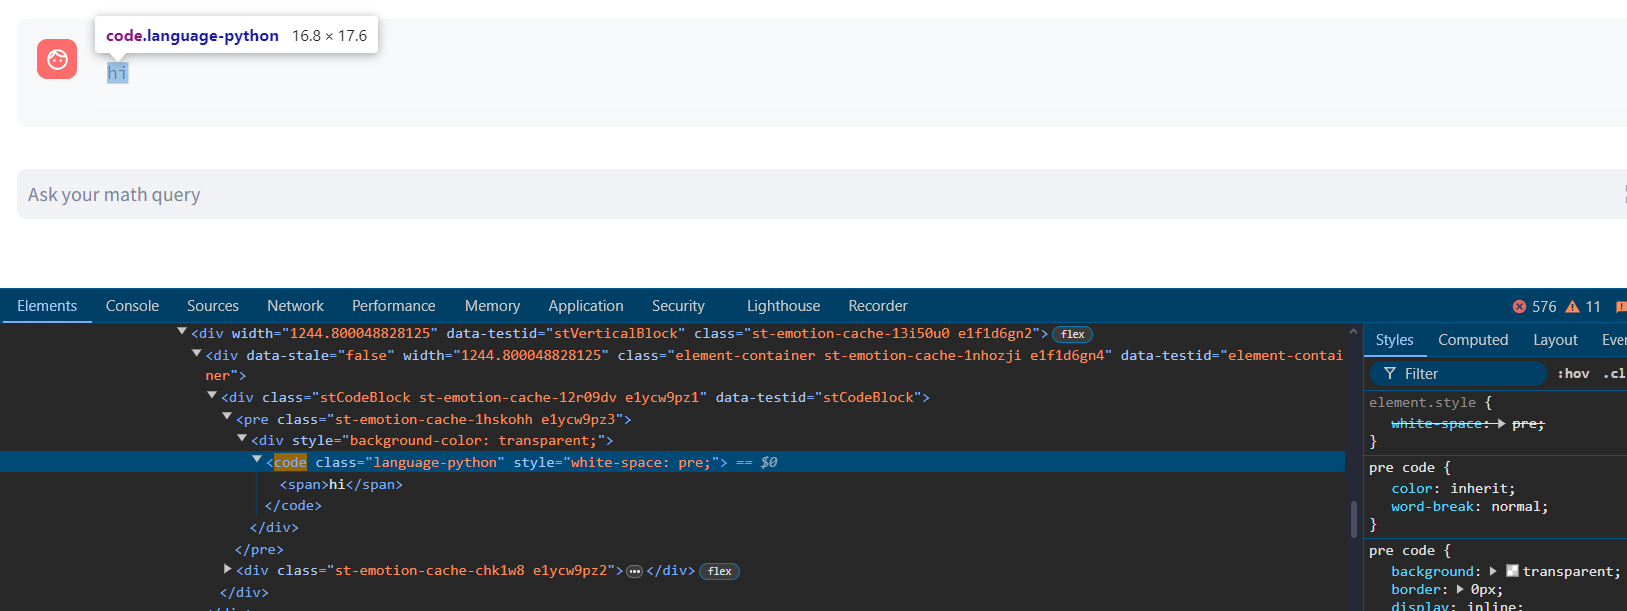 code.language-python 16.8 × 17.6
hi
Ask your math query
Elements Console Sources Network Performance Memory Application Security Lighthouse Recorder 576 11
<div width="1244.800048828125" data-testid="stVerticalBlock" class="st-emotion-cache-13i50u0 e1f1d6gn2"> flex
<div data-stale="false" width="1244.800048828125" class="element-container st-emotion-cache-1nhozji e1f1d6gn4" data-testid="element-contai
ner">
<div class="stCodeBlock st-emotion-cache-12r09dv e1ycw9pz1" data-testid="stCodeBlock">
<pre class="st-emotion-cache-1hskohh e1ycw9pz3">
<div style="background-color: transparent;">
<code class="language-python" style="white-space: pre;"> == $0
<span>hi</span>
</code>
</div>
</pre>
<div class="st-emotion-cache-chk1w8 e1ycw9pz2">…</div> flex
</div>
Styles Computed Layout
Filter :hov .cl
element.style {
white-space: pre;
}
pre code {
color: inherit;
word-break: normal;
}
pre code {
background: transparent;
border: 0px;
display: inline;